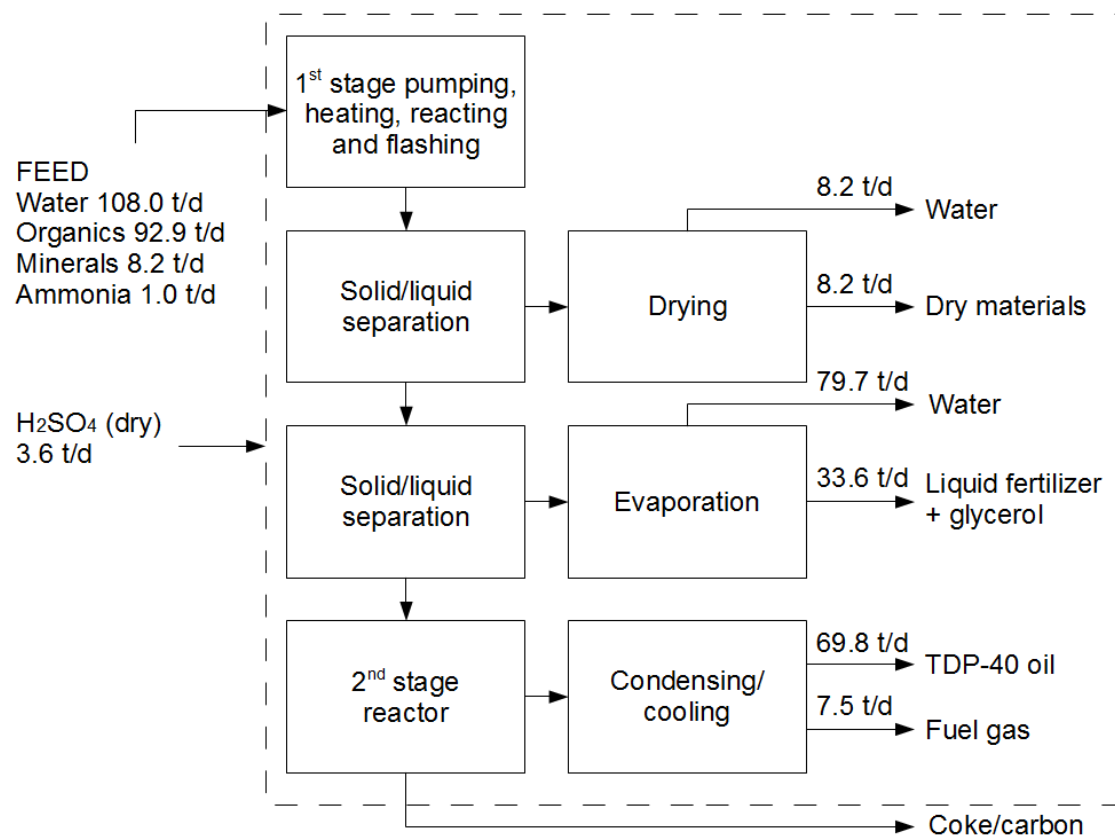 1st stage pumping,
heating, reacting
and flashing
FEED
Water 108.0 t/d
Organics 92.9 t/d
Minerals 8.2 t/d
Ammonia 1.0 t/d
Solid/liquid
separation
Drying
8.2 t/d
Water
8.2 t/d
Dry materials
H₂SO₄ (dry)
3.6 t/d
Solid/liquid
separation
Evaporation
79.7 t/d
Water
33.6 t/d
Liquid fertilizer
+ glycerol
2nd stage
reactor
Condensing/
cooling
69.8 t/d
TDP-40 oil
7.5 t/d
Fuel gas
Coke/carbon